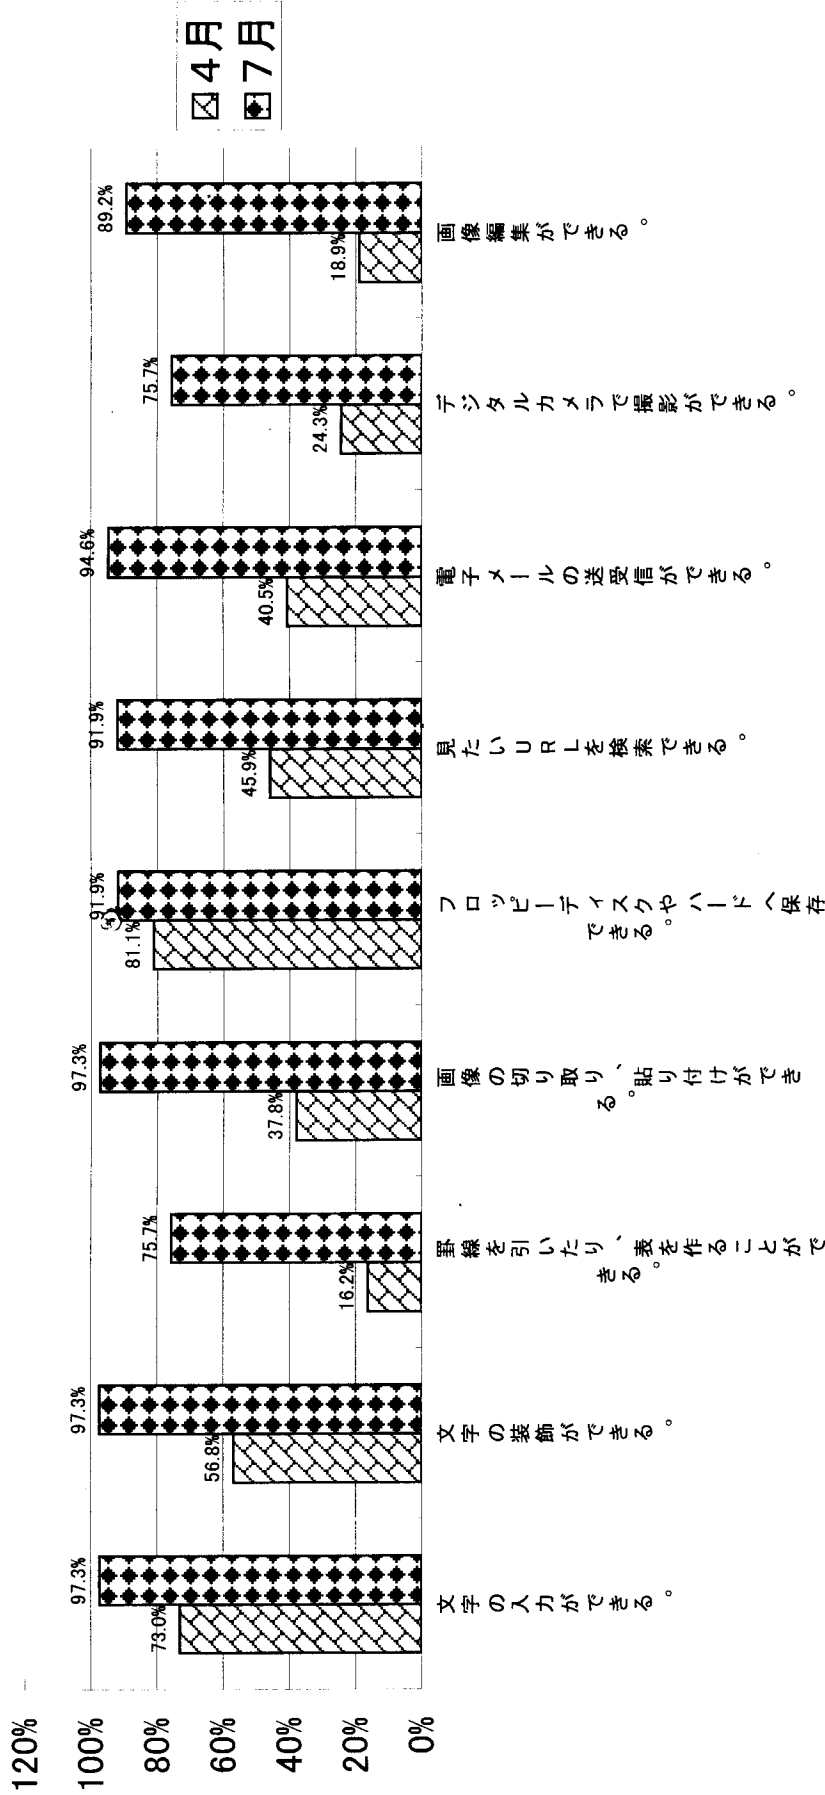 120%
100%
80%
60%
40%
20%
0%
73.0%
97.3%
56.8%
97.3%
16.2%
75.7%
37.8%
97.3%
81.1%
91.9%
45.9%
91.9%
40.5%
94.6%
24.3%
75.7%
18.9%
89.2%
文字の入力ができる。
文字の装飾ができる。
罫線を引いたり、表を作ることがで
きる。
画像の切り取り、貼り付けができ
る。
フロッピーディスクやハードへ保存
できる。
見たいURLを検索できる。
電子メールの送受信ができる。
デジタルカメラで撮影ができる。
画像編集ができる。
4月
7月